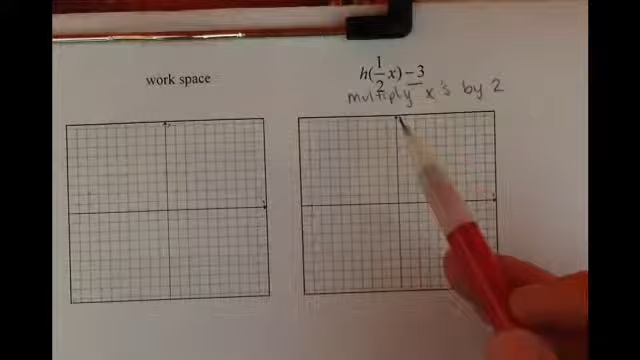 work space
h(1/2 x) - 3
multiply x's by 2